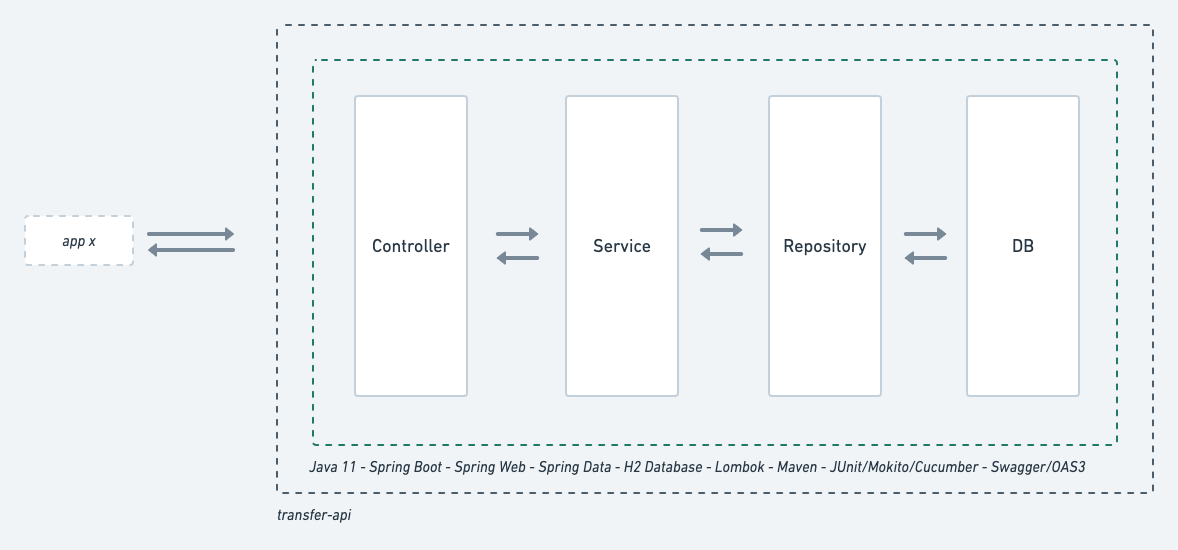 app x
Controller
Service
Repository
DB
Java 11 - Spring Boot - Spring Web - Spring Data - H2 Database - Lombok - Maven - JUnit/Mokito/Cucumber - Swagger/OAS3
transfer-api